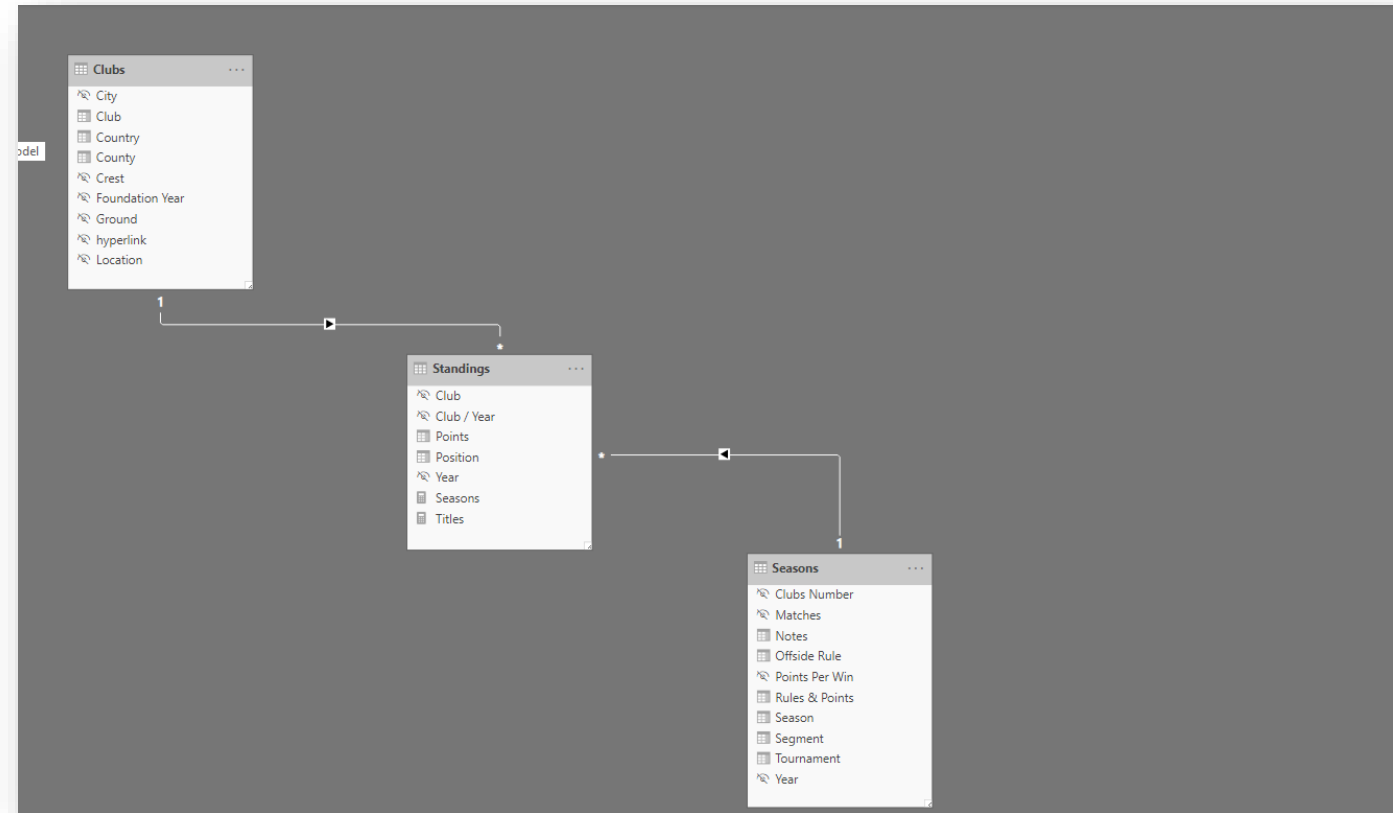 Clubs
City
Club
Country
County
Crest
Foundation Year
Ground
hyperlink
Location
odel
1
*
Standings
Club
Club / Year
Points
Position
Year
Seasons
Titles
*
1
Seasons
Clubs Number
Matches
Notes
Offside Rule
Points Per Win
Rules & Points
Season
Segment
Tournament
Year